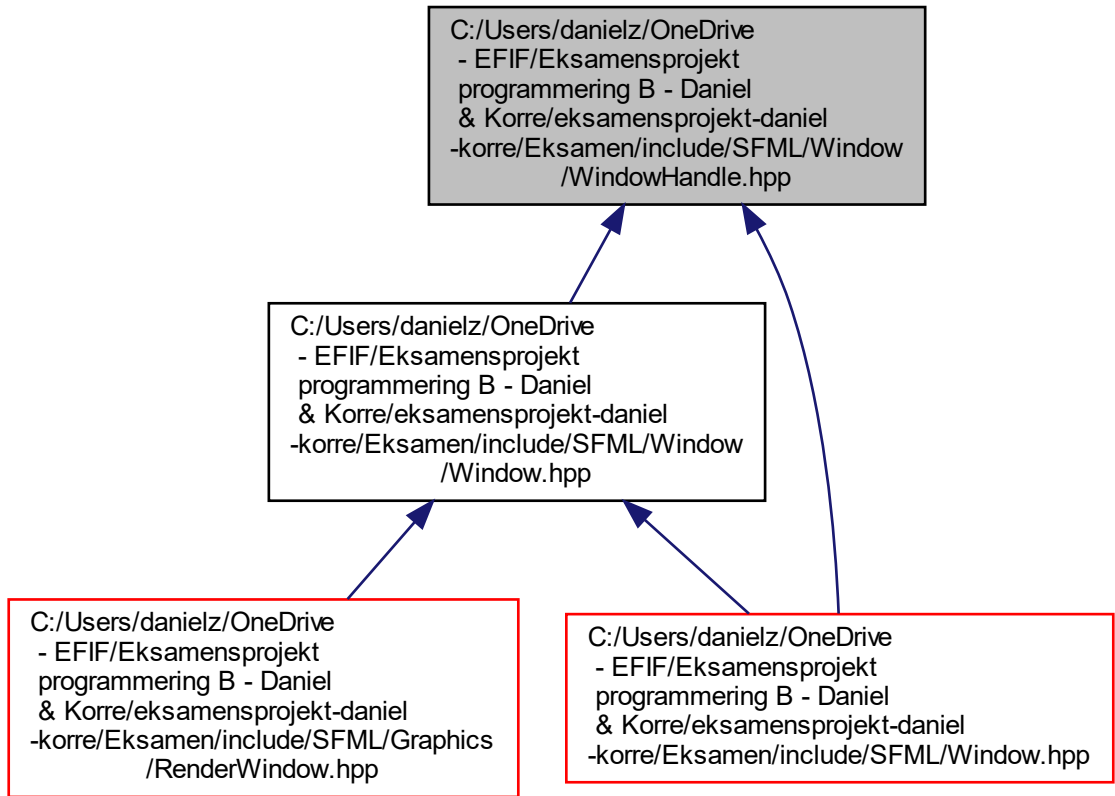 C:/Users/danielz/OneDrive
- EFIF/Eksamensprojekt
programmering B - Daniel
& Korre/eksamensprojekt-daniel
-korre/Eksamen/include/SFML/Window
/WindowHandle.hpp
C:/Users/danielz/OneDrive
- EFIF/Eksamensprojekt
programmering B - Daniel
& Korre/eksamensprojekt-daniel
-korre/Eksamen/include/SFML/Window
/Window.hpp
C:/Users/danielz/OneDrive
- EFIF/Eksamensprojekt
programmering B - Daniel
& Korre/eksamensprojekt-daniel
-korre/Eksamen/include/SFML/Graphics
/RenderWindow.hpp
C:/Users/danielz/OneDrive
- EFIF/Eksamensprojekt
programmering B - Daniel
& Korre/eksamensprojekt-daniel
-korre/Eksamen/include/SFML/Window.hpp